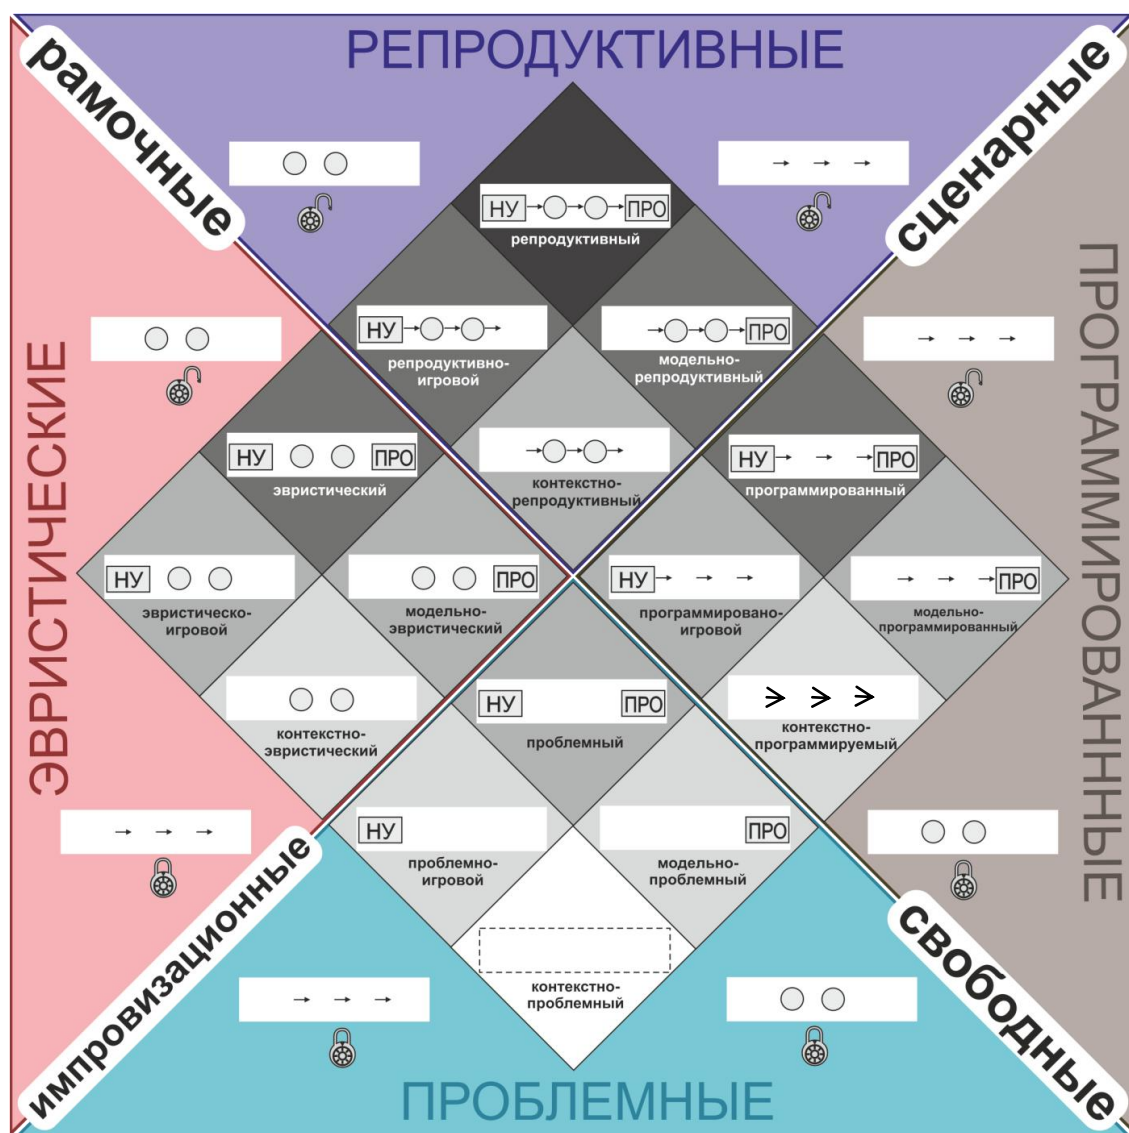 РЕПРОДУКТИВНЫЕ
рамочные
сценарные
НУ ПРО
репродуктивный
НУ
репродуктивно-
игровой
ПРО
модельно-
репродуктивный
ЭВРИСТИЧЕСКИЕ
ПРОГРАММИРОВАННЫЕ
НУ ПРО
эвристический
контекстно-
репродуктивный
НУ ПРО
программированный
НУ
эвристическо-
игровой
ПРО
модельно-
эвристический
НУ
программировано-
игровой
ПРО
модельно-
программированный
контекстно-
эвристический
НУ ПРО
проблемный
контекстно-
программируемый
НУ
проблемно-
игровой
ПРО
модельно-
проблемный
импровизационные
свободные
контекстно-
проблемный
ПРОБЛЕМНЫЕ